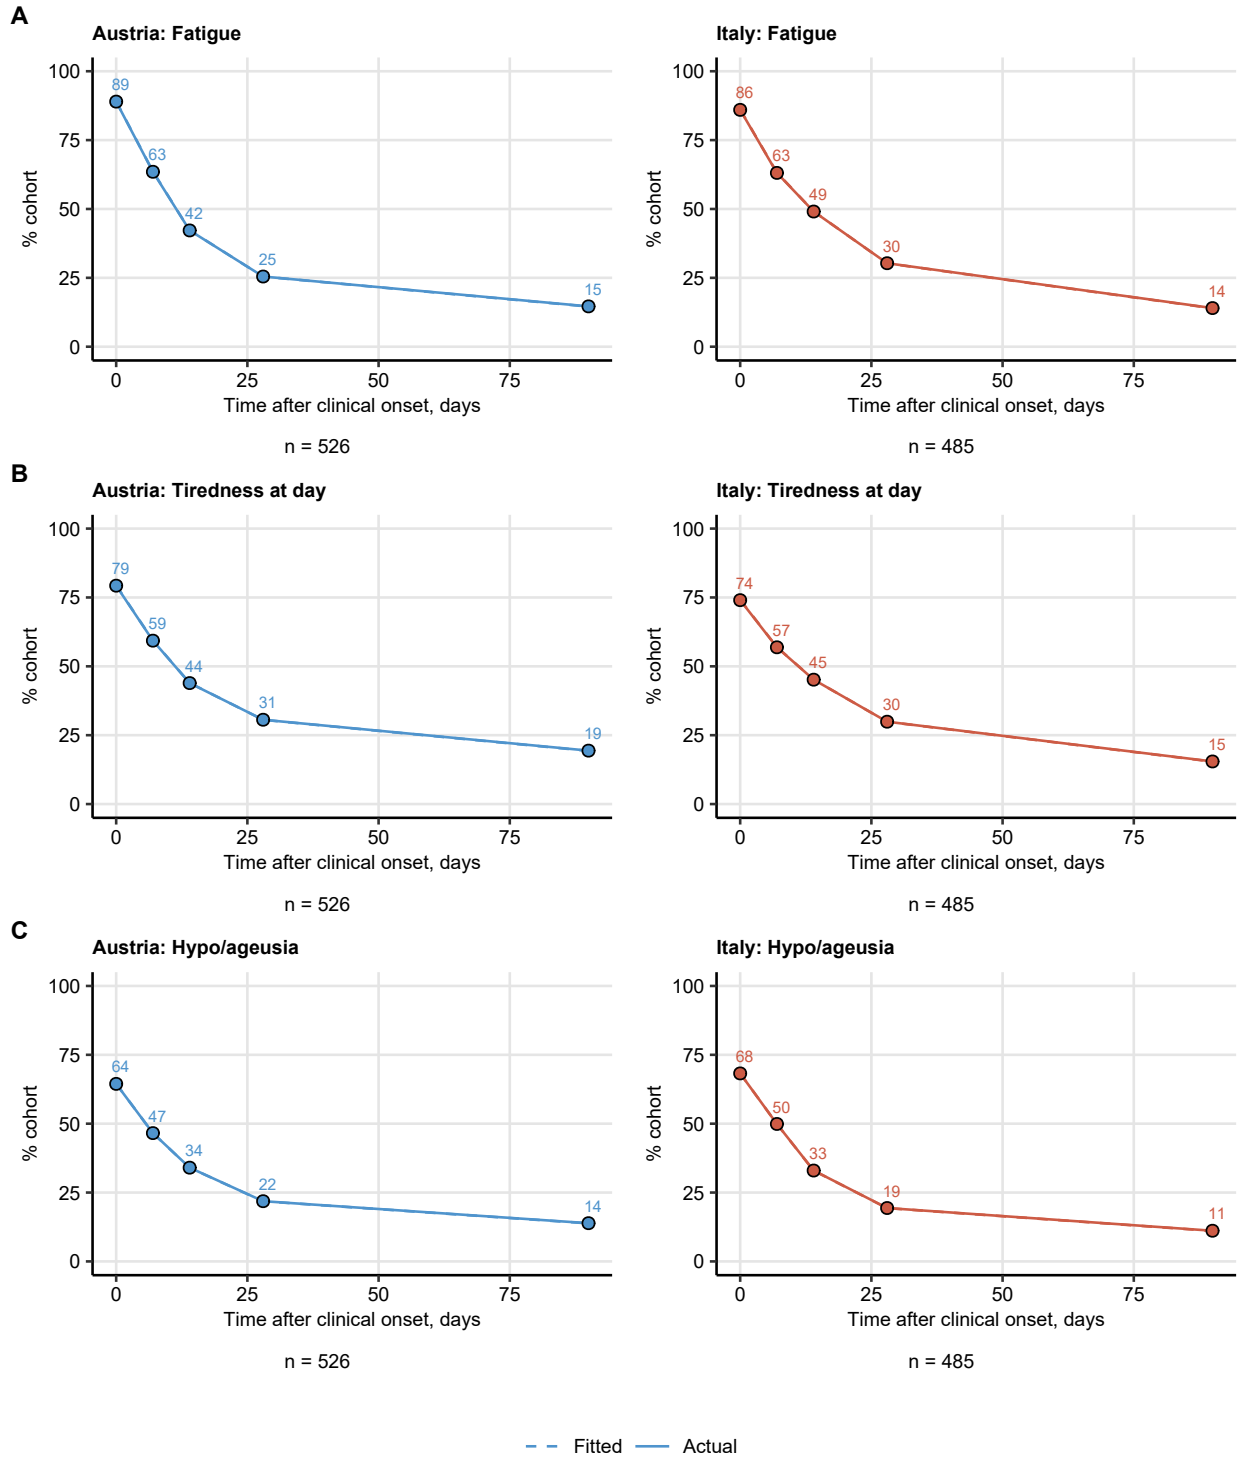 A
Austria: Fatigue
100
75
50
25
0
% cohort
89
63
42
25
15
0 25 50 75
Time after clinical onset, days
n = 526
Italy: Fatigue
100
75
50
25
0
% cohort
86
63
49
30
14
0 25 50 75
Time after clinical onset, days
n = 485
B
Austria: Tiredness at day
100
75
50
25
0
% cohort
79
59
44
31
19
0 25 50 75
Time after clinical onset, days
n = 526
Italy: Tiredness at day
100
75
50
25
0
% cohort
74
57
45
30
15
0 25 50 75
Time after clinical onset, days
n = 485
C
Austria: Hypo/ageusia
100
75
50
25
0
% cohort
64
47
34
22
14
0 25 50 75
Time after clinical onset, days
n = 526
Italy: Hypo/ageusia
100
75
50
25
0
% cohort
68
50
33
19
11
0 25 50 75
Time after clinical onset, days
n = 485
Fitted Actual